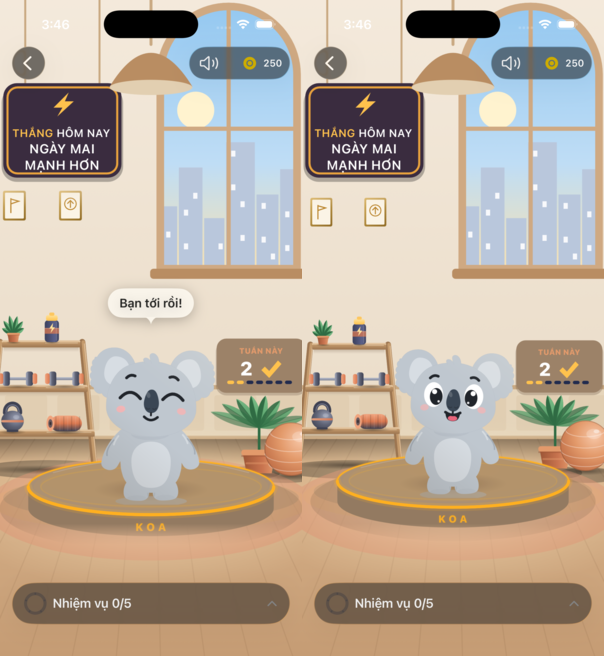 3:46
250
THẮNG HÔM NAY
NGÀY MAI
MẠNH HƠN
Bạn tới rồi!
TUẦN NÀY
2
KOA
Nhiệm vụ 0/5
3:46
250
THẮNG HÔM NAY
NGÀY MAI
MẠNH HƠN
TUẦN NÀY
2
KOA
Nhiệm vụ 0/5